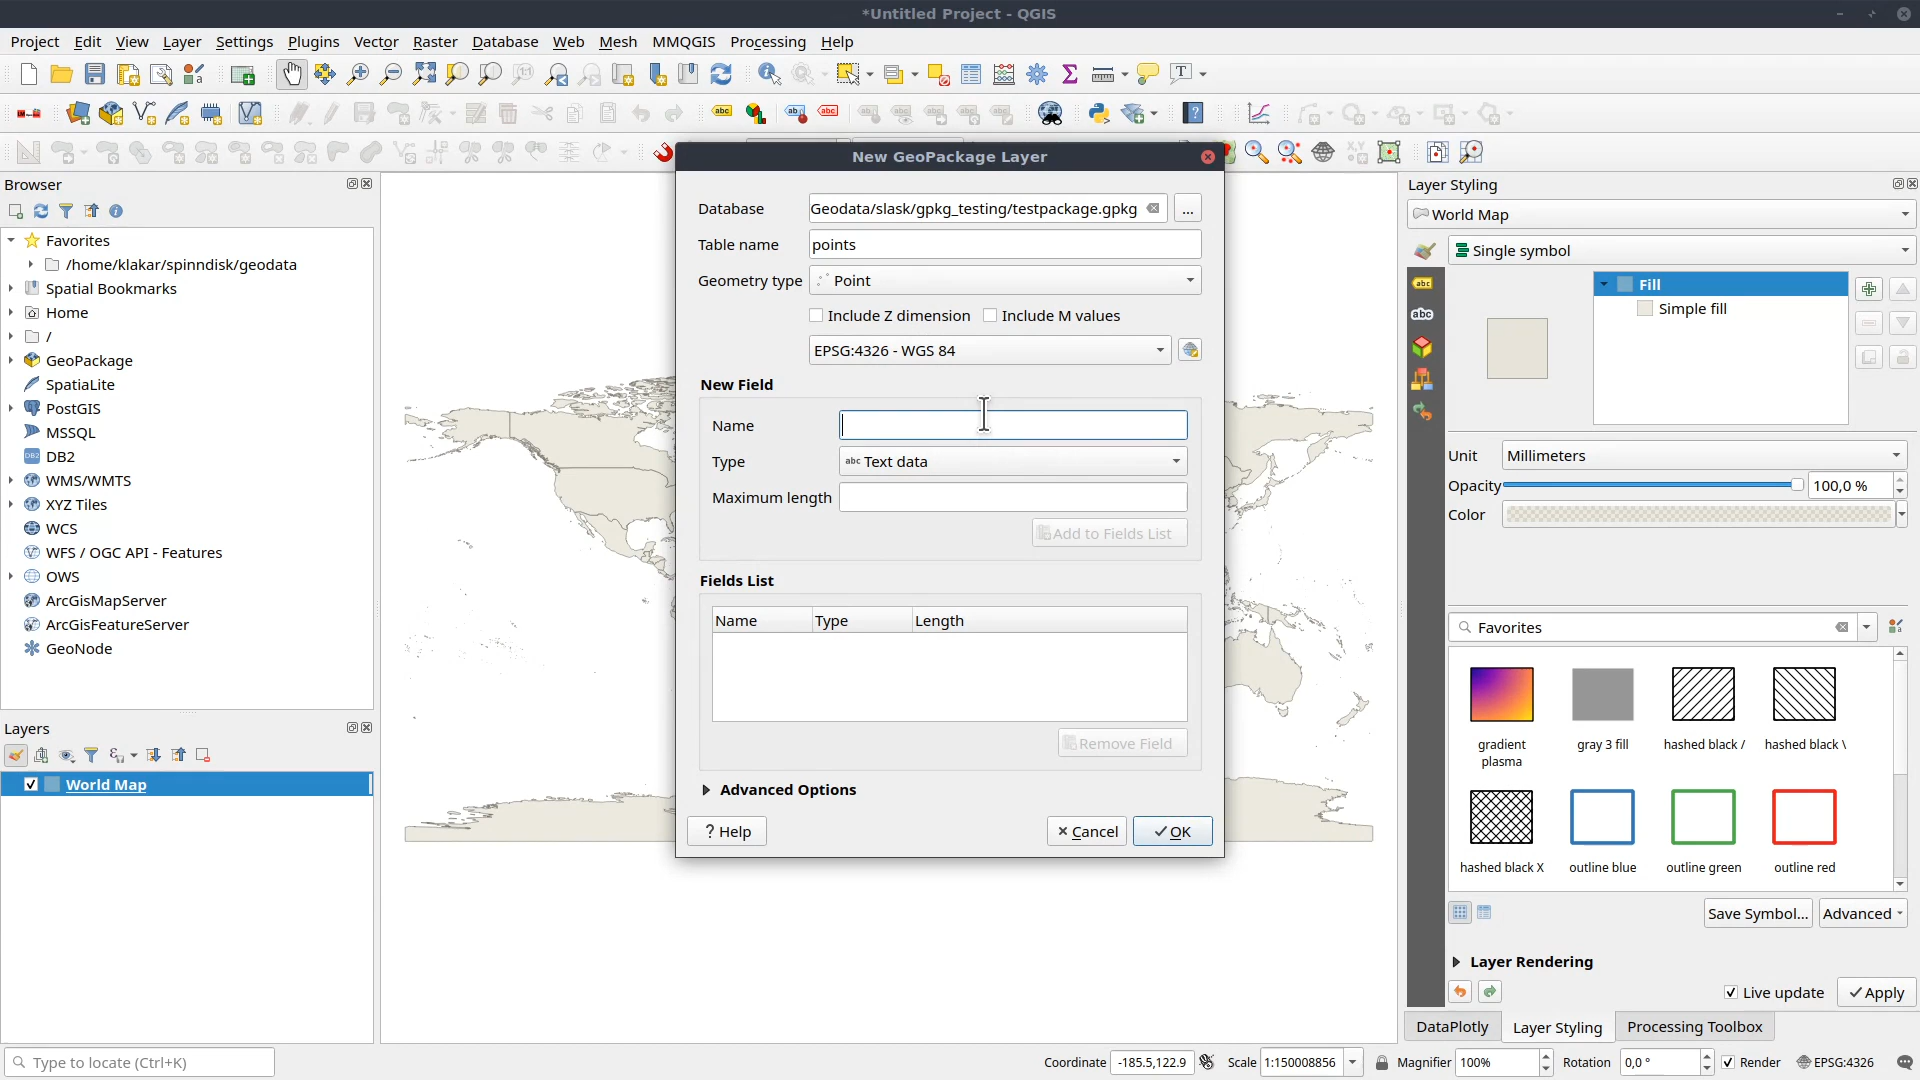 *Untitled Project - QGIS
Project Edit View Layer Settings Plugins Vector Raster Database Web Mesh MMQGIS Processing Help
Browser
Favorites
/home/klakar/spinndisk/geodata
Spatial Bookmarks
Home
/
GeoPackage
SpatiaLite
PostGIS
MSSQL
DB2
WMS/WMTS
XYZ Tiles
WCS
WFS / OGC API - Features
OWS
ArcGisMapServer
ArcGisFeatureServer
GeoNode
Layers
World Map
New GeoPackage Layer
Database Geodata/slask/gpkg_testing/testpackage.gpkg ...
Table name points
Geometry type Point
Include Z dimension Include M values
EPSG:4326 - WGS 84
New Field
Name
Type abc Text data
Maximum length
Add to Fields List
Fields List
Name Type Length
Remove Field
Advanced Options
? Help Cancel OK
Layer Styling
World Map
Single symbol
Fill
Simple fill
Unit Millimeters
Opacity 100,0 %
Color
Favorites
gradient plasma
gray 3 fill
hashed black /
hashed black \
hashed black X
outline blue
outline green
outline red
Save Symbol... Advanced
Layer Rendering
Live update Apply
DataPlotly Layer Styling Processing Toolbox
Type to locate (Ctrl+K) Coordinate -185.5,122.9 Scale 1:150008856 Magnifier 100% Rotation 0,0 ° Render EPSG:4326